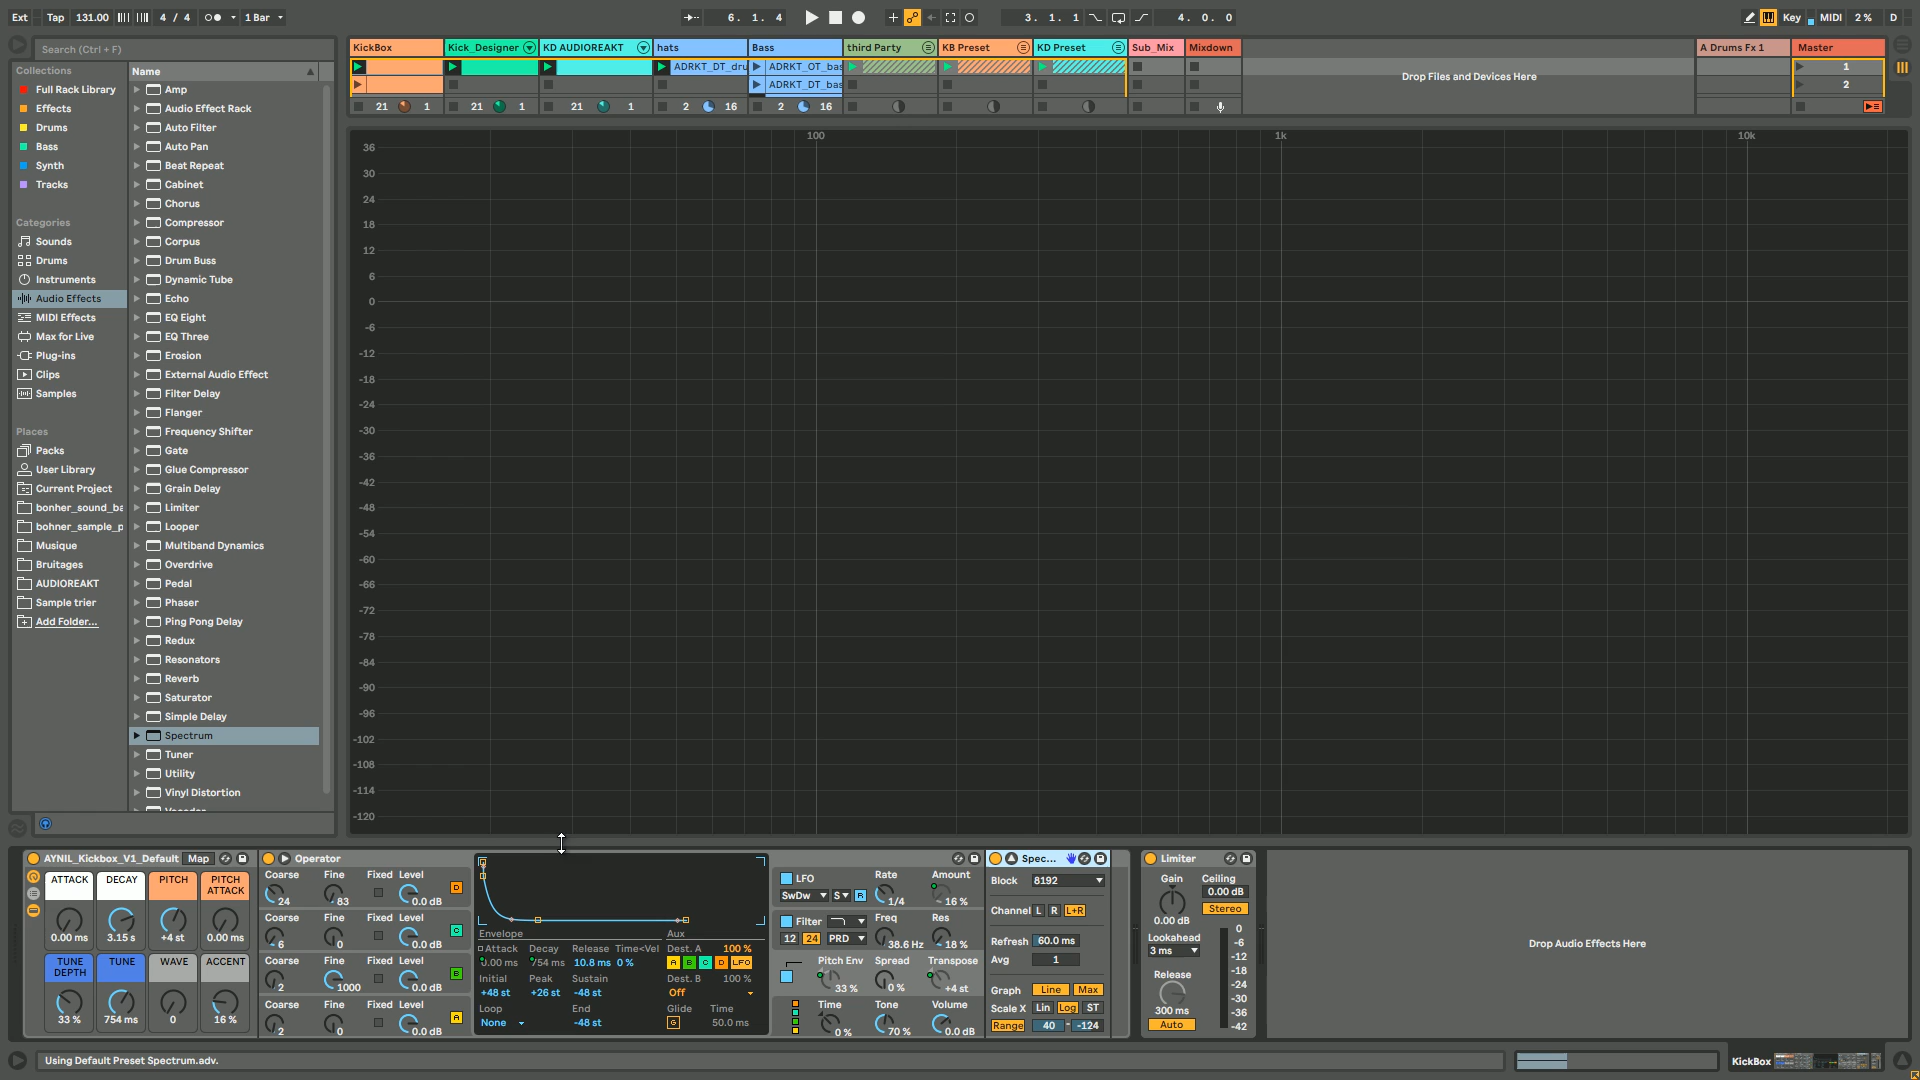 Ext Tap 131.00 4 / 4 1 Bar 6. 1. 4 3. 1. 1 4. 0. 0 Key MIDI 2 % D
Search (Ctrl + F)
Collections
Full Rack Library
Effects
Drums
Bass
Synth
Tracks
Categories
Sounds
Drums
Instruments
Audio Effects
MIDI Effects
Max for Live
Plug-ins
Clips
Samples
Places
Packs
User Library
Current Project
bonher_sound_ba
bohner_sample_p
Musique
Bruitages
AUDIOREAKT
Sample trier
Add Folder...
Name
Amp
Audio Effect Rack
Auto Filter
Auto Pan
Beat Repeat
Cabinet
Chorus
Compressor
Corpus
Drum Buss
Dynamic Tube
Echo
EQ Eight
EQ Three
Erosion
External Audio Effect
Filter Delay
Flanger
Frequency Shifter
Gate
Glue Compressor
Grain Delay
Limiter
Looper
Multiband Dynamics
Overdrive
Pedal
Phaser
Ping Pong Delay
Redux
Resonators
Reverb
Saturator
Simple Delay
Spectrum
Tuner
Utility
Vinyl Distortion
KickBox Kick_Designer KD AUDIOREAKT hats Bass third Party KB Preset KD Preset Sub_Mix Mixdown A Drums Fx 1 Master
ADRKT_DT_dru ADRKT_OT_bas 1
ADRKT_DT_bas 2
Drop Files and Devices Here
21 1 21 1 21 1 2 16 2 16
100 1k 10k
36
30
24
18
12
6
0
-6
-12
-18
-24
-30
-36
-42
-48
-54
-60
-66
-72
-78
-84
-90
-96
-102
-108
-114
-120
AYNIL_Kickbox_V1_Default Map
ATTACK DECAY PITCH PITCH ATTACK
0.00 ms 3.15 s +4 st 0.00 ms
TUNE DEPTH TUNE WAVE ACCENT
33 % 754 ms 0 16 %
Operator
Coarse Fine Fixed Level
24 83 0.0 dB D
Coarse Fine Fixed Level
6 0 0.0 dB C
Coarse Fine Fixed Level
2 1000 0.0 dB B
Coarse Fine Fixed Level
2 0 0.0 dB A
Envelope Aux
Attack Decay Release Time<Vel Dest. A 100 %
0.00 ms 754 ms 10.8 ms 0 % A B C D LFO
Initial Peak Sustain Dest. B 100 %
+48 st +26 st -48 st Off
Loop End Glide Time
None -48 st G 50.0 ms
LFO Rate Amount
SwDw S R 1/4 16 %
Filter Freq Res
12 24 PRD 38.6 Hz 18 %
Pitch Env Spread Transpose
33 % 0 % +4 st
Time Tone Volume
0 % 70 % 0.0 dB
Spec...
Block 8192
Channel L R L+R
Refresh 60.0 ms
Avg 1
Graph Line Max
Scale X Lin Log ST
Range 40 - -124
Limiter
Gain Ceiling
0.00 dB
Stereo
0.00 dB
Lookahead
3 ms
Release
300 ms
Auto
0
-6
-12
-18
-24
-30
-36
-42
Drop Audio Effects Here
Using Default Preset Spectrum.adv.
KickBox